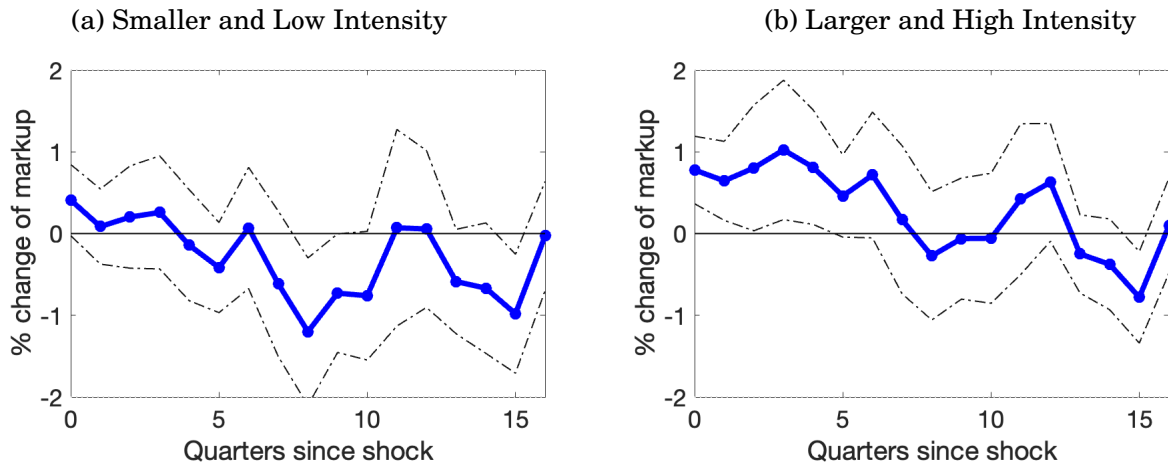 (a) Smaller and Low Intensity
2
1
0
-1
-2
% change of markup
0 5 10 15
Quarters since shock
(b) Larger and High Intensity
2
1
0
-1
-2
% change of markup
0 5 10 15
Quarters since shock